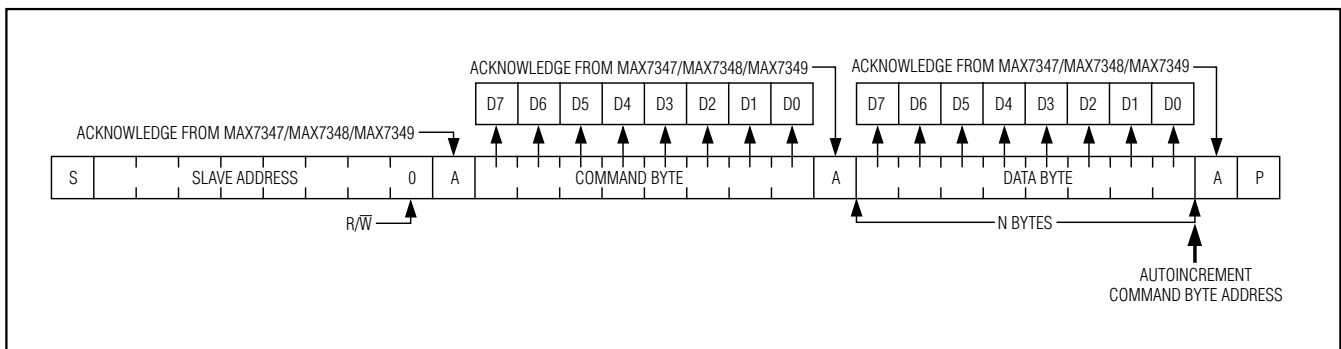 ACKNOWLEDGE FROM MAX7347/MAX7348/MAX7349 ACKNOWLEDGE FROM MAX7347/MAX7348/MAX7349
D7 D6 D5 D4 D3 D2 D1 D0 D7 D6 D5 D4 D3 D2 D1 D0
ACKNOWLEDGE FROM MAX7347/MAX7348/MAX7349
S SLAVE ADDRESS 0 A COMMAND BYTE A DATA BYTE A P
R/W̅ N BYTES
AUTOINCREMENT
COMMAND BYTE ADDRESS